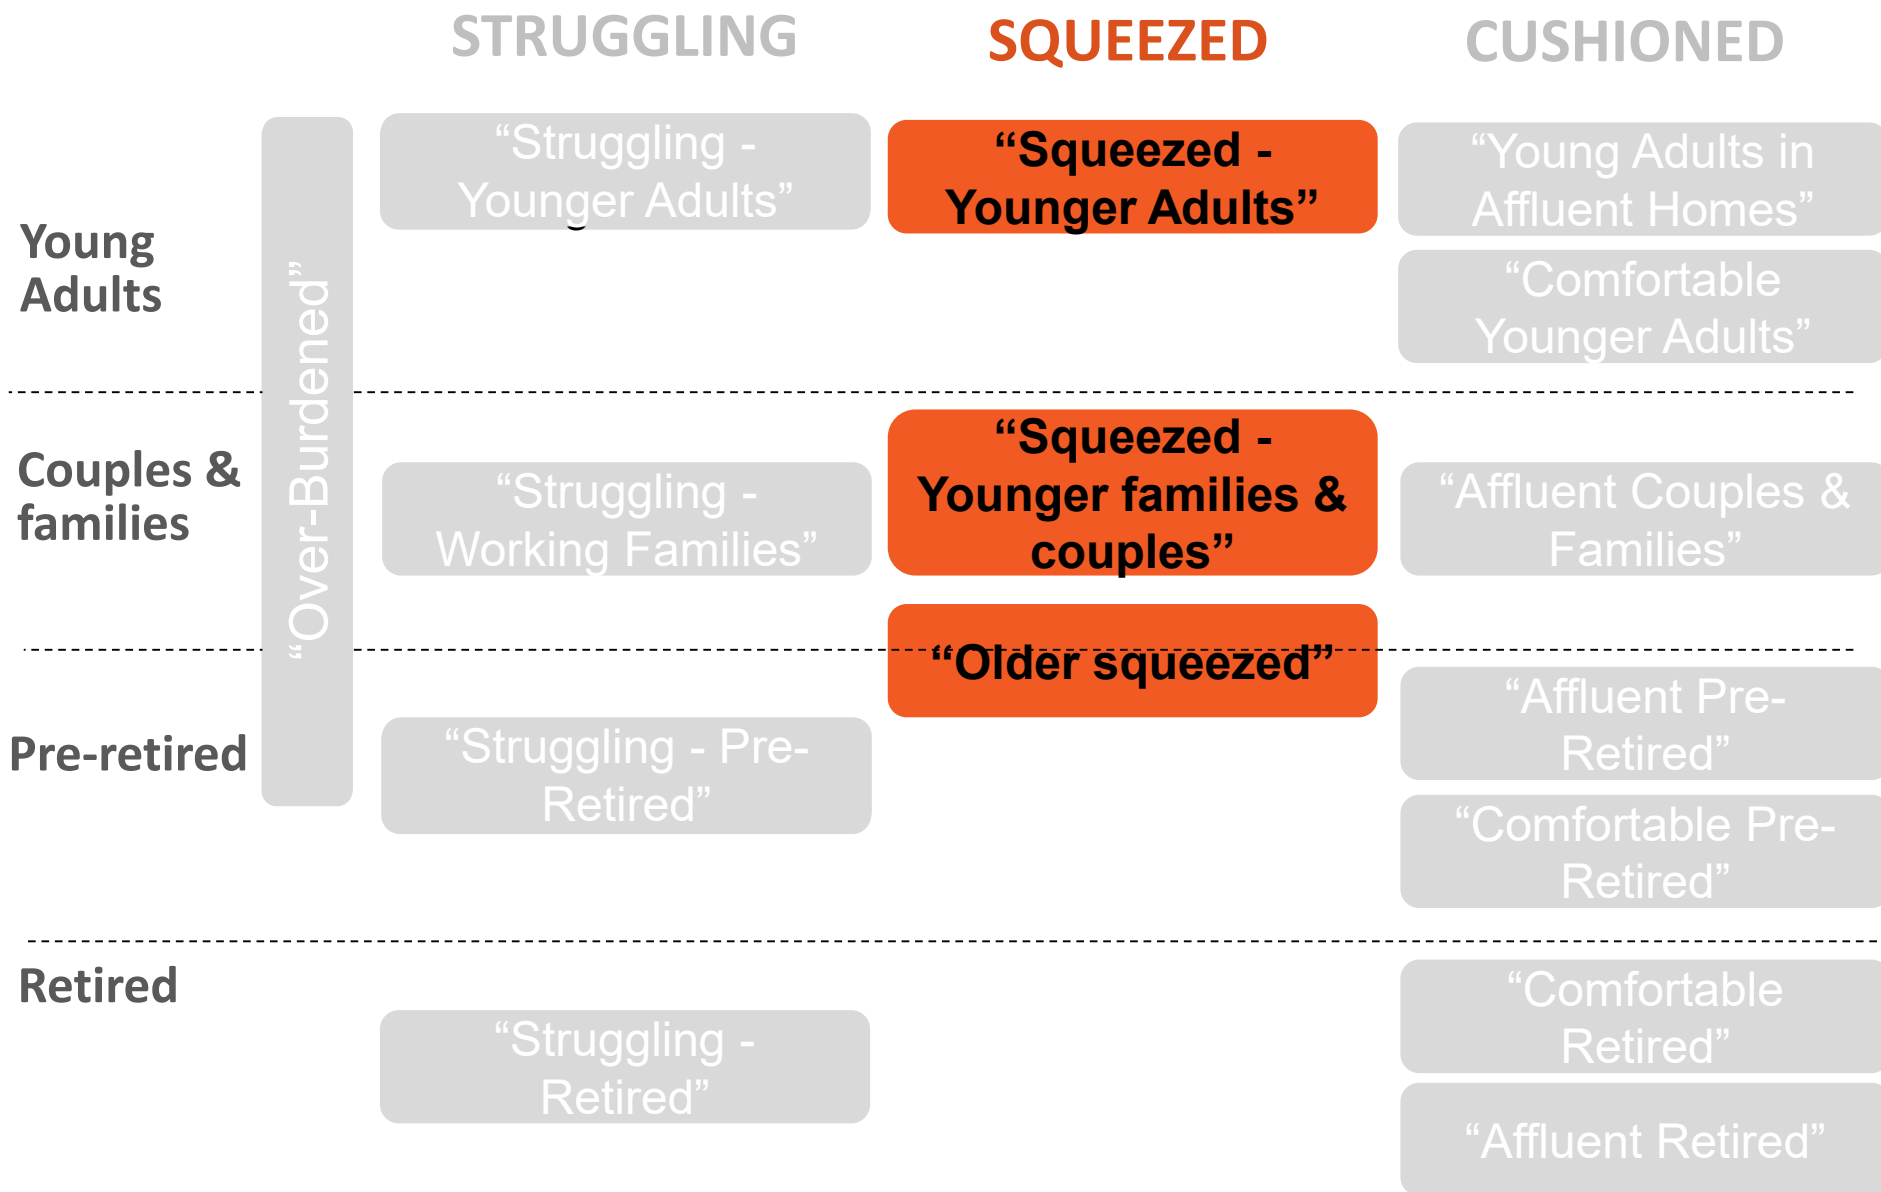 STRUGGLING
SQUEEZED
CUSHIONED
Young
Adults
“Over-Burdened”
“Struggling -
Younger Adults”
“Squeezed -
Younger Adults”
“Young Adults in
Affluent Homes”
“Comfortable
Younger Adults”
Couples &
families
“Struggling -
Working Families”
“Squeezed -
Younger families &
couples”
“Affluent Couples &
Families”
“Older squeezed”
Pre-retired
“Struggling - Pre-
Retired”
“Affluent Pre-
Retired”
“Comfortable Pre-
Retired”
Retired
“Struggling -
Retired”
“Comfortable
Retired”
“Affluent Retired”